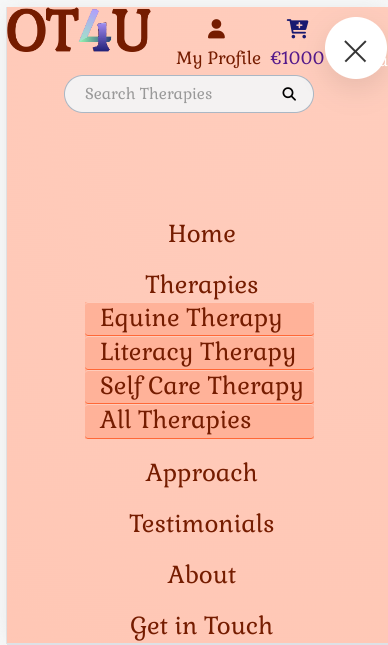 OT4U
My Profile €1000
Search Therapies
Home
Therapies
Equine Therapy
Literacy Therapy
Self Care Therapy
All Therapies
Approach
Testimonials
About
Get in Touch